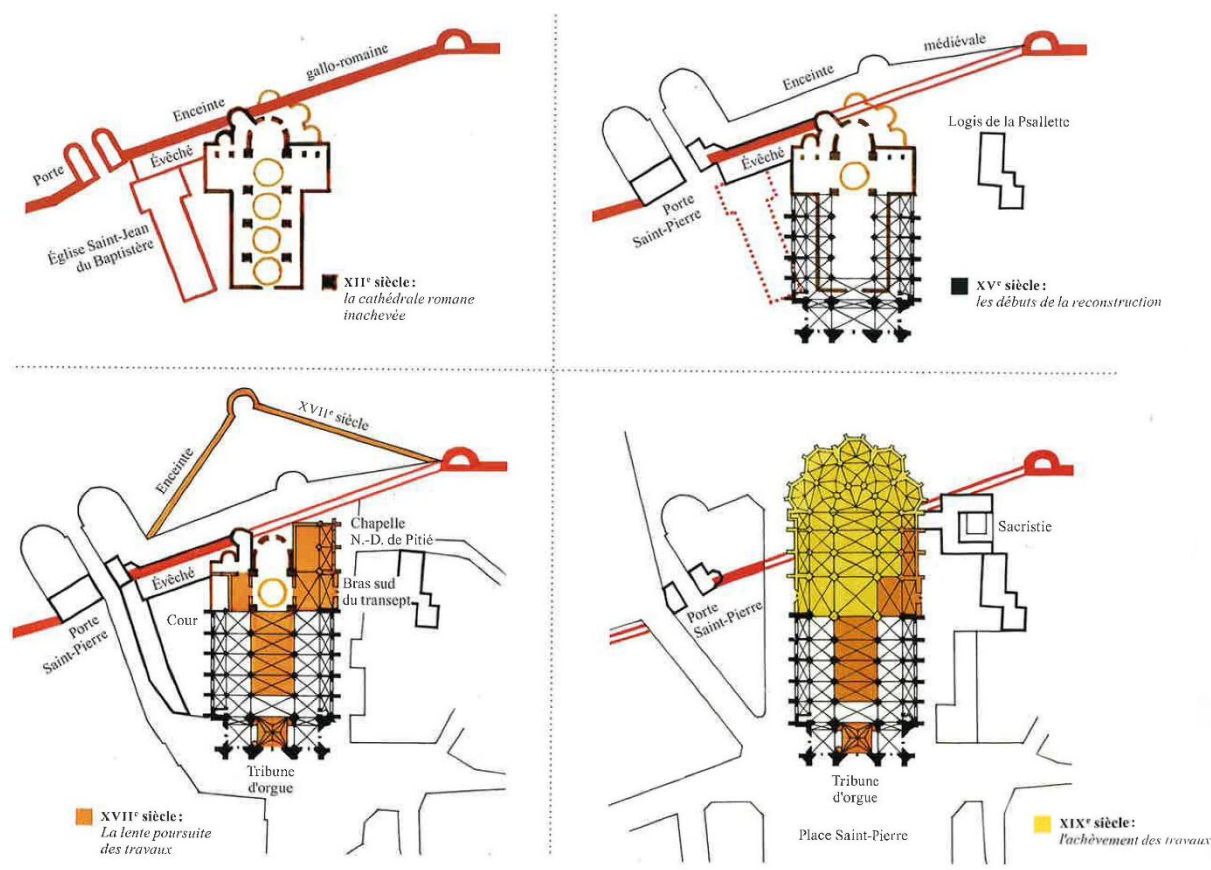 Enceinte
gallo-romaine
Porte
Évêché
Église Saint-Jean
du Baptistère
XIIe siècle :
la cathédrale romane
inachevée
médiévale
Enceinte
Logis de la Psallette
Évêché
Porte
Saint-Pierre
XVe siècle :
les débuts de la reconstruction
XVIIe siècle
Enceinte
Chapelle
N.-D. de Pitié
Évêché
Bras sud
du transept
Cour
Porte
Saint-Pierre
Tribune
d'orgue
XVIIe siècle :
La lente poursuite
des travaux
Sacristie
Porte
Saint-Pierre
Tribune
d'orgue
Place Saint-Pierre
XIXe siècle :
l'achèvement des travaux